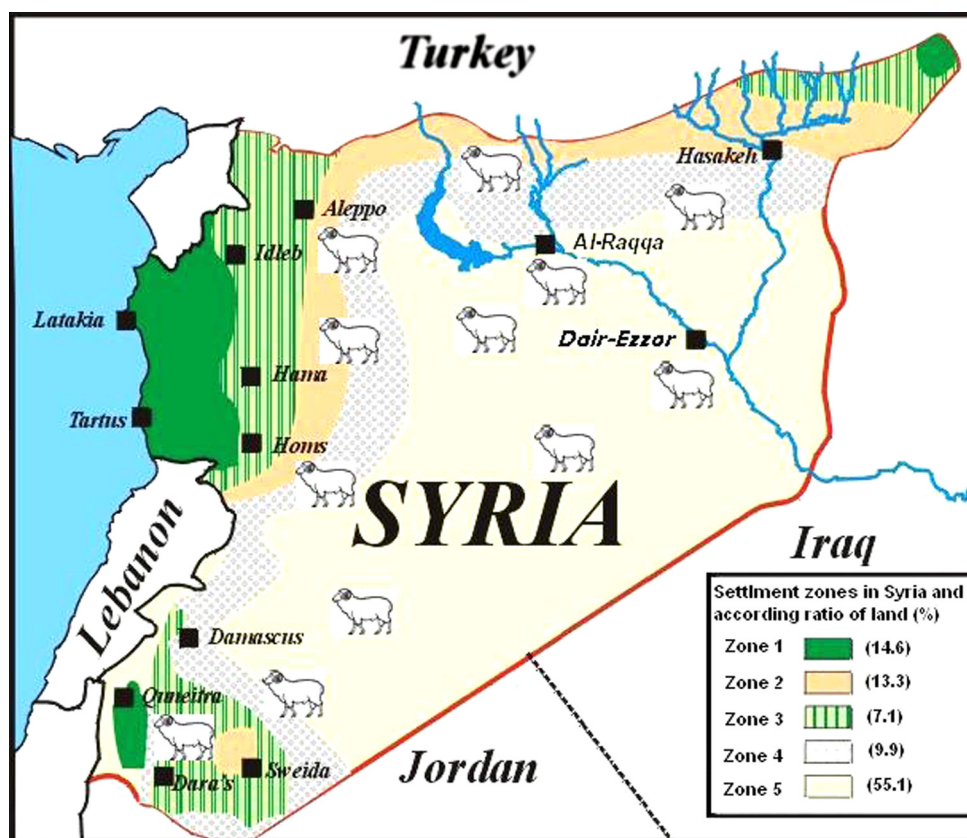 Turkey
Hasakeh
Aleppo
Al-Raqqa
Idleb
Latakia
Dair-Ezzor
Hama
Tartus
Homs
SYRIA
Iraq
Lebanon
Damascus
Quneitra
Jordan
Dara's
Sweida
Settlment zones in Syria and
according ratio of land (%)
Zone 1 (14.6)
Zone 2 (13.3)
Zone 3 (7.1)
Zone 4 (9.9)
Zone 5 (55.1)